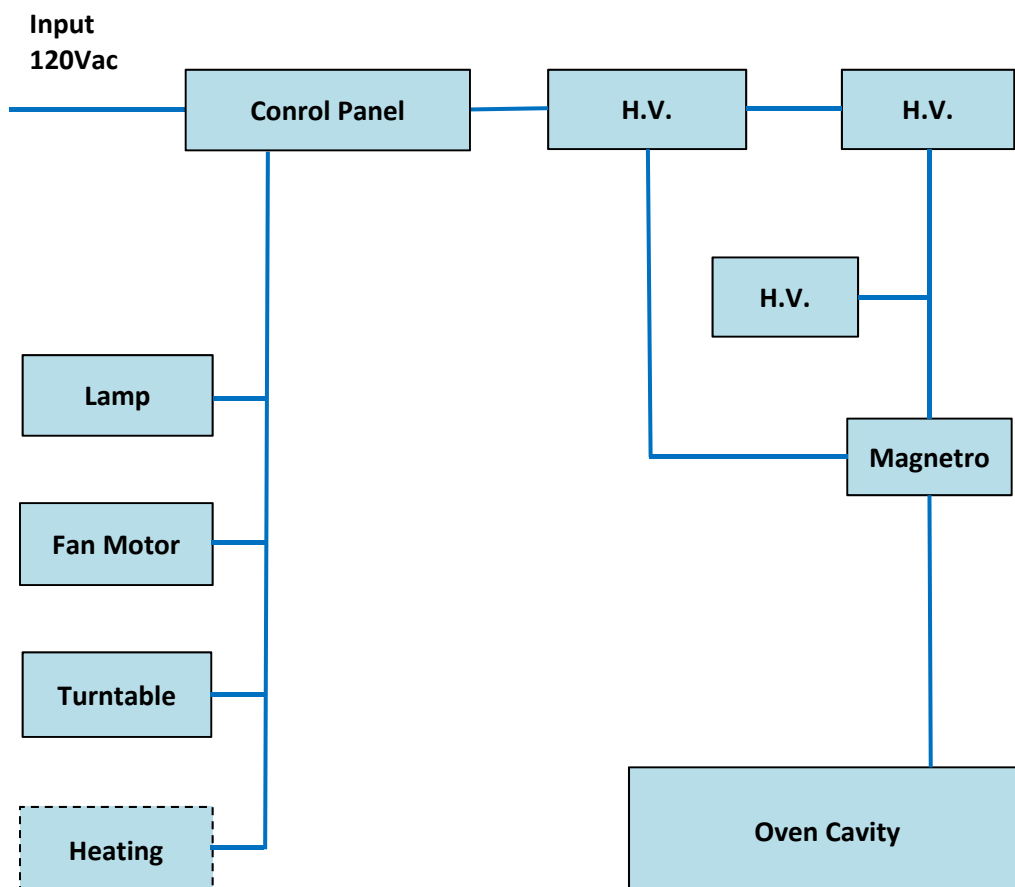 Input
120Vac
Conrol Panel
H.V.
H.V.
H.V.
Lamp
Magnetro
Fan Motor
Turntable
Heating
Oven Cavity